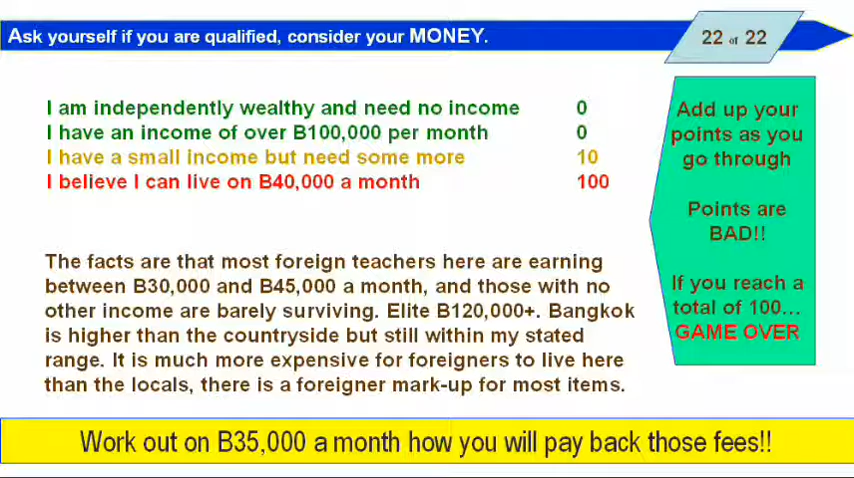 Ask yourself if you are qualified, consider your MONEY.
22 of 22
I am independently wealthy and need no income 0
I have an income of over B100,000 per month 0
I have a small income but need some more 10
I believe I can live on B40,000 a month 100
Add up your
points as you
go through
Points are
BAD!!
If you reach a
total of 100...
GAME OVER
The facts are that most foreign teachers here are earning
between B30,000 and B45,000 a month, and those with no
other income are barely surviving. Elite B120,000+. Bangkok
is higher than the countryside but still within my stated
range. It is much more expensive for foreigners to live here
than the locals, there is a foreigner mark-up for most items.
Work out on B35,000 a month how you will pay back those fees!!